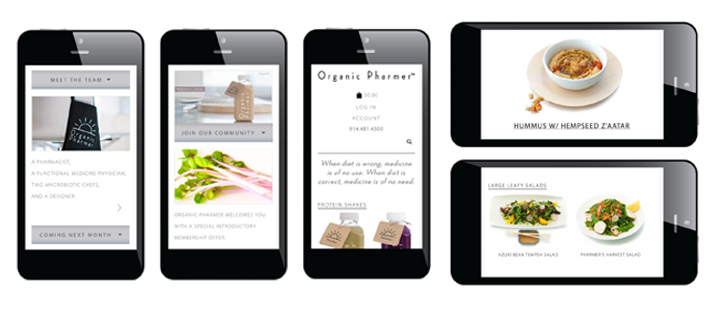 MEET THE TEAM
Organic
Pharmer
A PHARMACIST,
A FUNCTIONAL MEDICINE PHYSICIAN,
TWO MACROBIOTIC CHEFS,
AND A DESIGNER.
COMING NEXT MONTH
JOIN OUR COMMUNITY
ORGANIC PHARMER WELCOMES YOU
WITH A SPECIAL INTRODUCTORY
MEMBERSHIP OFFER.
Organic Pharmer™
$0.00
LOG IN
ACCOUNT
914.481.4300
When diet is wrong, medicine
is of no use. When diet is
correct, medicine is of no need.
PROTEIN SHAKES
HUMMUS W/ HEMPSEED Z'AATAR
LARGE LEAFY SALADS
AZUKI BEAN TEMPEH SALAD
PHARMER'S HARVEST SALAD